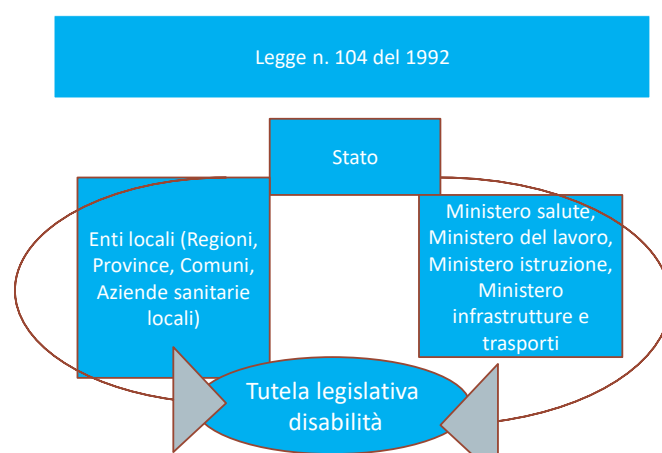 Legge n. 104 del 1992
Stato
Enti locali (Regioni,
Province, Comuni,
Aziende sanitarie
locali)
Ministero salute,
Ministero del lavoro,
Ministero istruzione,
Ministero
infrastrutture e
trasporti
Tutela legislativa
disabilità